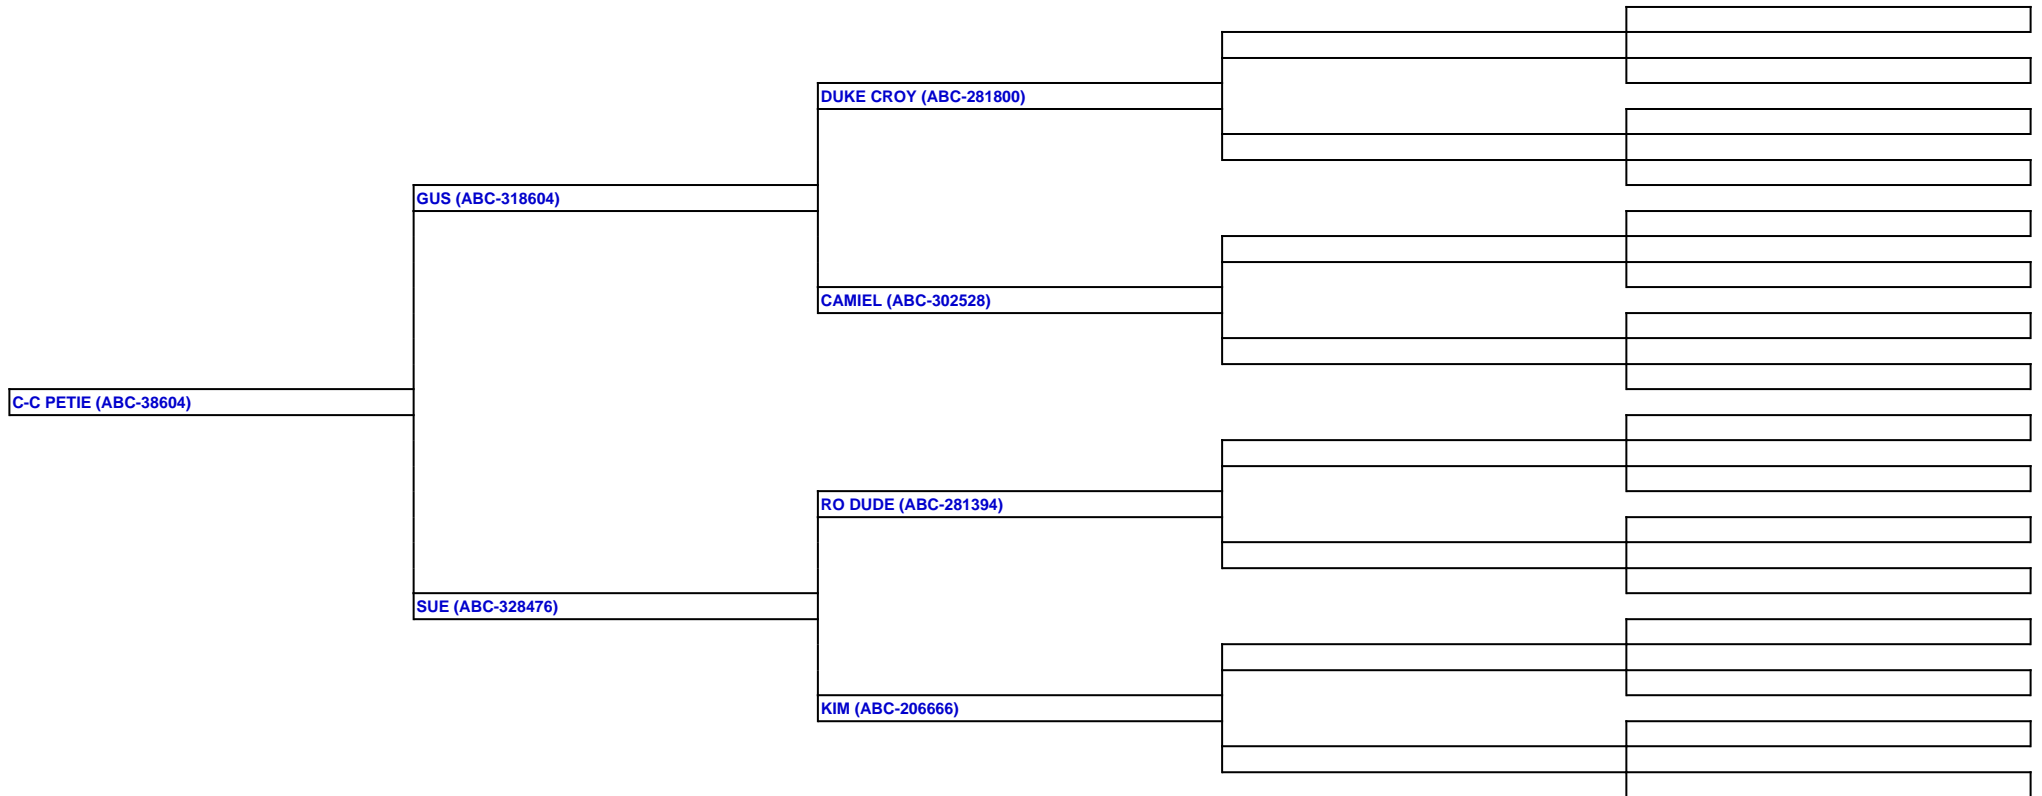 DUKE CROY (ABC-281800)
GUS (ABC-318604)
CAMIEL (ABC-302528)
C-C PETIE (ABC-38604)
RO DUDE (ABC-281394)
SUE (ABC-328476)
KIM (ABC-206666)